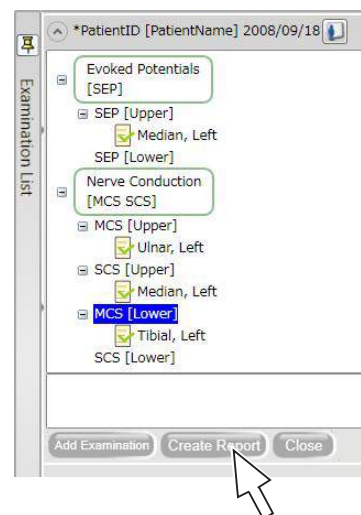 *PatientID [PatientName] 2008/09/18
Examination List
Evoked Potentials
[SEP]
SEP [Upper]
Median, Left
SEP [Lower]
Nerve Conduction
[MCS SCS]
MCS [Upper]
Ulnar, Left
SCS [Upper]
Median, Left
MCS [Lower]
Tibial, Left
SCS [Lower]
Add Examination Create Report Close